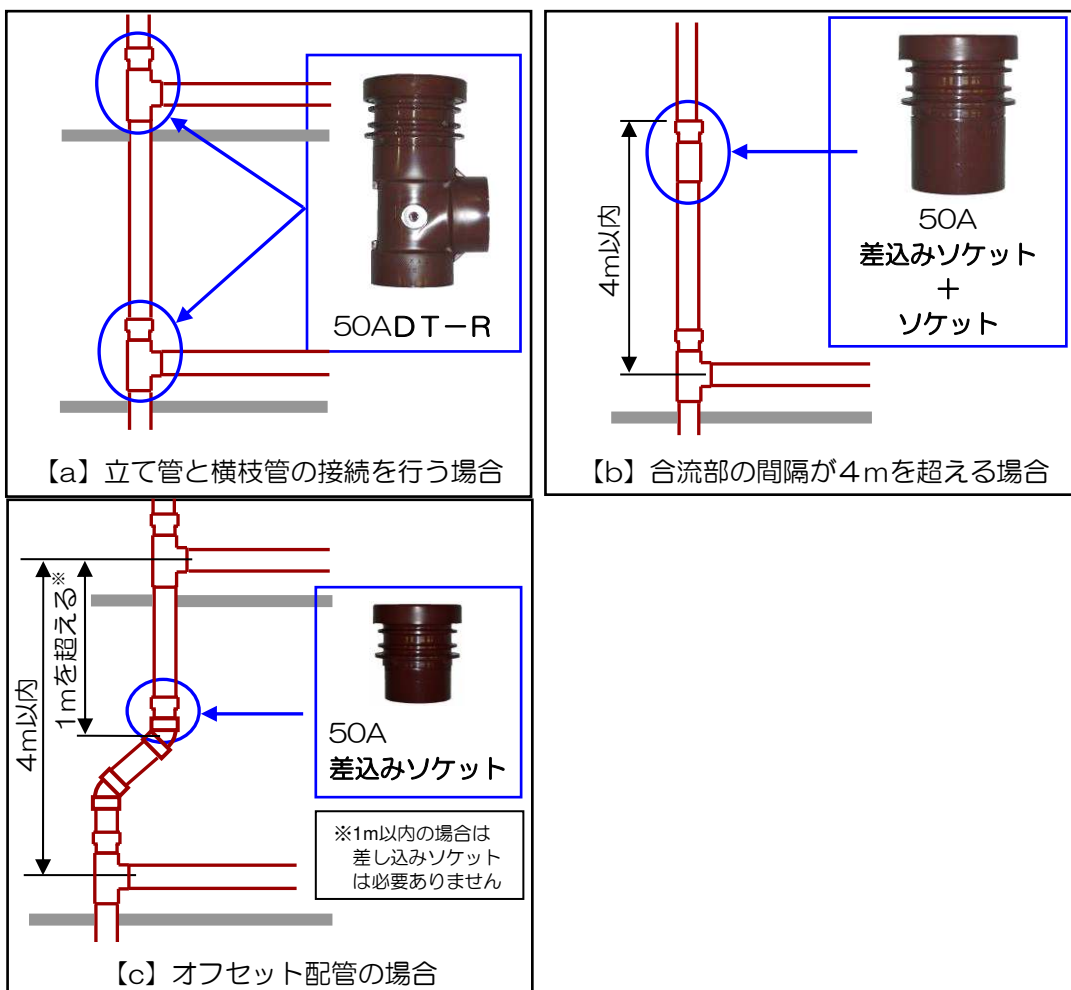 50ADT-R
【a】立て管と横枝管の接続を行う場合
4m以内
50A
差込みソケット
+
ソケット
【b】合流部の間隔が4mを超える場合
4m以内
1mを超える※
50A
差込みソケット
※1m以内の場合は
差し込みソケット
は必要ありません
【c】オフセット配管の場合